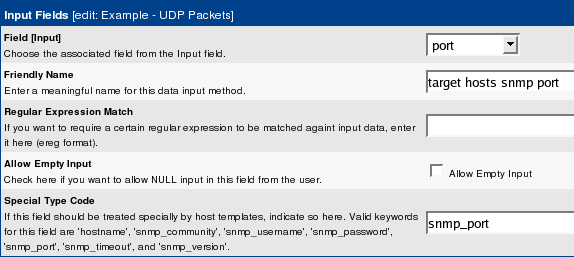 Input Fields [edit: Example - UDP Packets]
Field [Input]
Choose the associated field from the Input field.
port
Friendly Name
Enter a meaningful name for this data input method.
target hosts snmp port
Regular Expression Match
If you want to require a certain regular expression to be matched againt input data, enter
it here (ereg format).
Allow Empty Input
Check here if you want to allow NULL input in this field from the user.
Allow Empty Input
Special Type Code
If this field should be treated specially by host templates, indicate so here. Valid keywords
for this field are 'hostname', 'snmp_community', 'snmp_username', 'snmp_password',
'snmp_port', 'snmp_timeout', and 'snmp_version'.
snmp_port